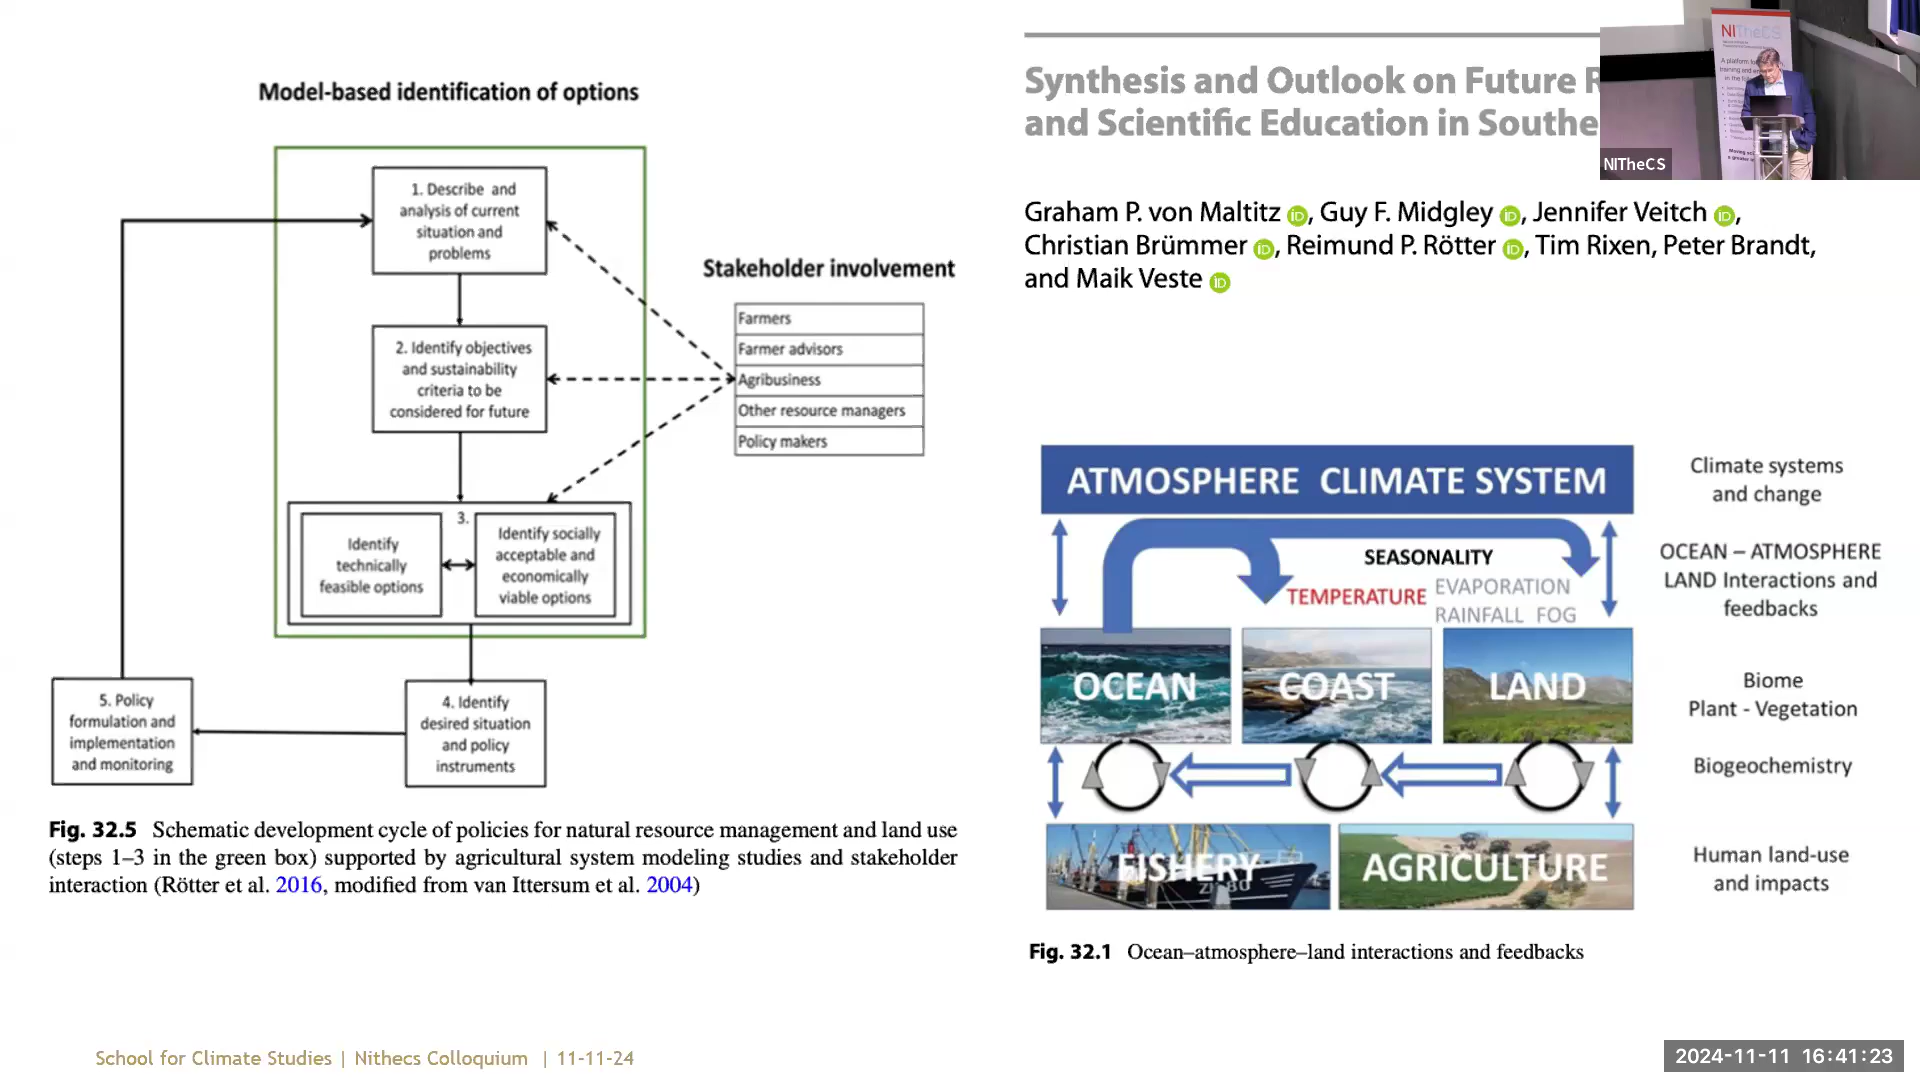 Model-based identification of options
1. Describe and
analysis of current
situation and
problems
2. Identify objectives
and sustainability
criteria to be
considered for future
3.
Identify
technically
feasible options
Identify socially
acceptable and
economically
viable options
4. Identify
desired situation
and policy
instruments
5. Policy
formulation and
implementation
and monitoring
Stakeholder involvement
Farmers
Farmer advisors
Agribusiness
Other resource managers
Policy makers
Fig. 32.5 Schematic development cycle of policies for natural resource management and land use
(steps 1–3 in the green box) supported by agricultural system modeling studies and stakeholder
interaction (Rötter et al. 2016, modified from van Ittersum et al. 2004)
Synthesis and Outlook on Future
and Scientific Education in Southe
Graham P. von Maltitz iD, Guy F. Midgley iD, Jennifer Veitch iD,
Christian Brümmer iD, Reimund P. Rötter iD, Tim Rixen, Peter Brandt,
and Maik Veste iD
ATMOSPHERE CLIMATE SYSTEM
SEASONALITY
TEMPERATURE
EVAPORATION
RAINFALL FOG
OCEAN
COAST
LAND
FISHERY
AGRICULTURE
Climate systems
and change
OCEAN – ATMOSPHERE
LAND Interactions and
feedbacks
Biome
Plant - Vegetation
Biogeochemistry
Human land-use
and impacts
Fig. 32.1 Ocean–atmosphere–land interactions and feedbacks
NITheCS
NITheCS
School for Climate Studies | Nithecs Colloquium | 11-11-24
2024-11-11 16:41:23